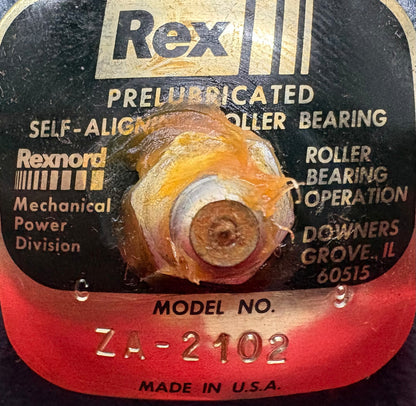 Rex
PRELUBRICATED
SELF-ALIGNING ROLLER BEARING
Rexnord
Mechanical
Power
Division
ROLLER
BEARING
OPERATION
DOWNERS
GROVE, IL
60515
C 9
MODEL NO.
ZA-2102
MADE IN U.S.A.